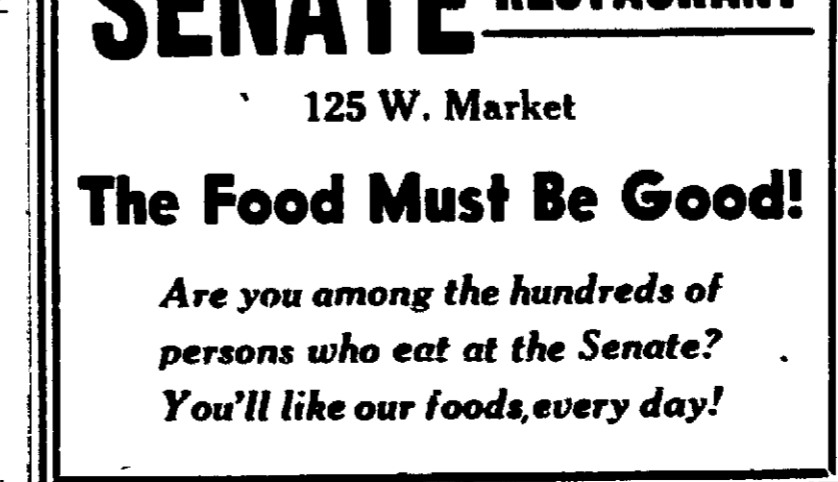 SENATE RESTAURANT
125 W. Market
The Food Must Be Good!
Are you among the hundreds of
persons who eat at the Senate?
You'll like our foods, every day!